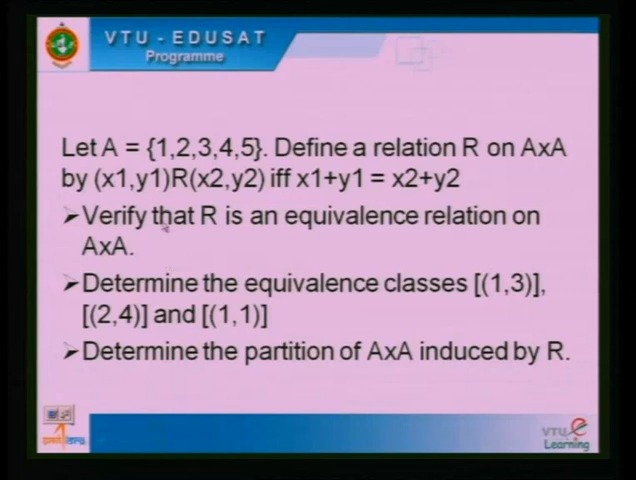 VTU - EDUSAT
Programme
Let A = {1,2,3,4,5}. Define a relation R on AxA
by (x1,y1)R(x2,y2) iff x1+y1 = x2+y2
➢Verify that R is an equivalence relation on
AxA.
➢Determine the equivalence classes [(1,3)],
[(2,4)] and [(1,1)]
➢Determine the partition of AxA induced by R.
VTU e
Learning